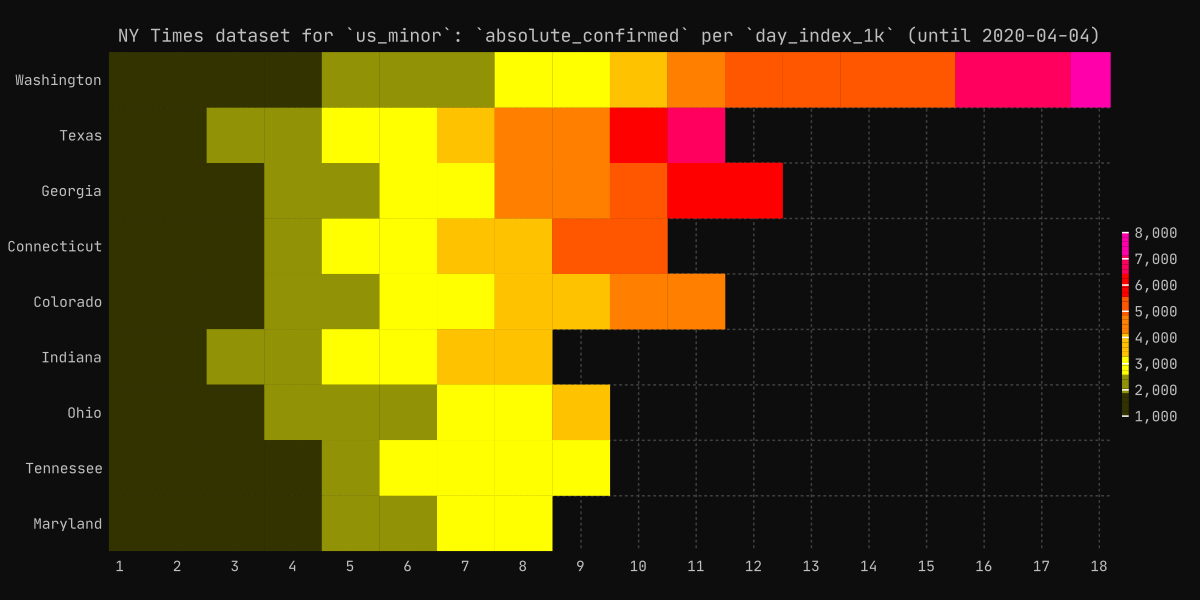 NY Times dataset for `us_minor`: `absolute_confirmed` per `day_index_1k` (until 2020-04-04)
Washington
Texas
Georgia
Connecticut
Colorado
Indiana
Ohio
Tennessee
Maryland
1 2 3 4 5 6 7 8 9 10 11 12 13 14 15 16 17 18
8,000
7,000
6,000
5,000
4,000
3,000
2,000
1,000